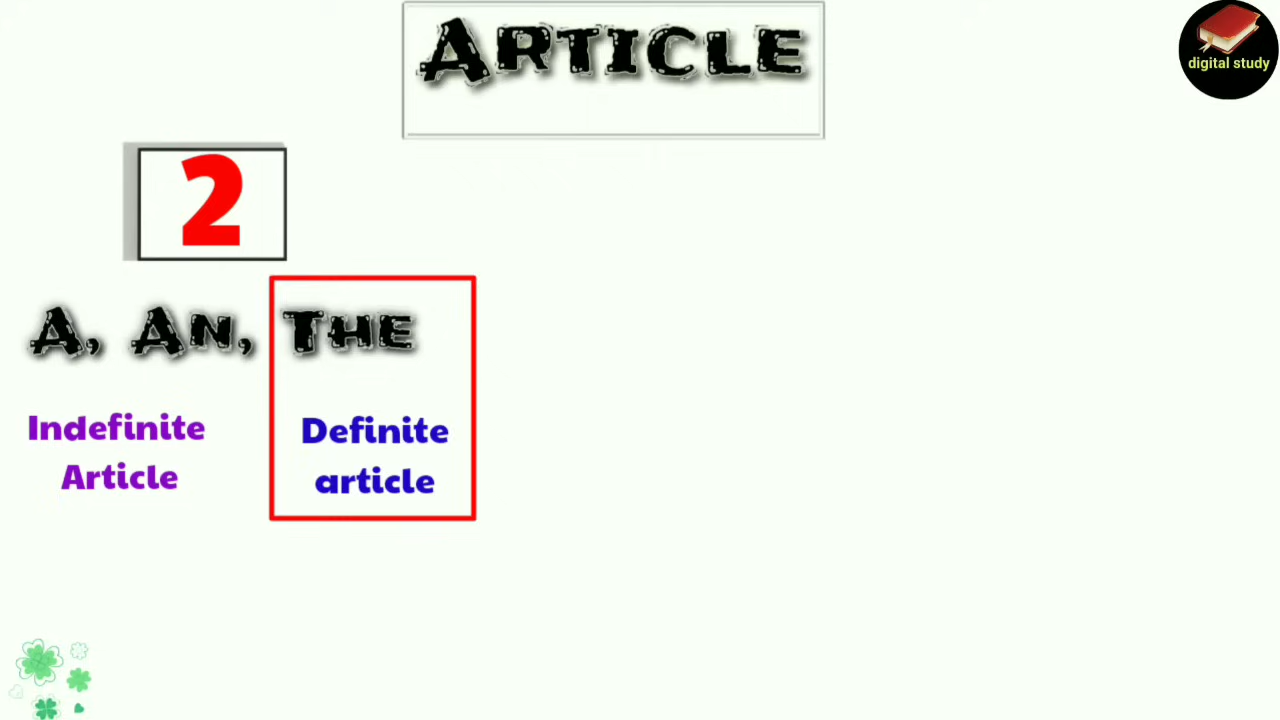 Article
digital study
2
A, An, The
Indefinite
Article
Definite
article